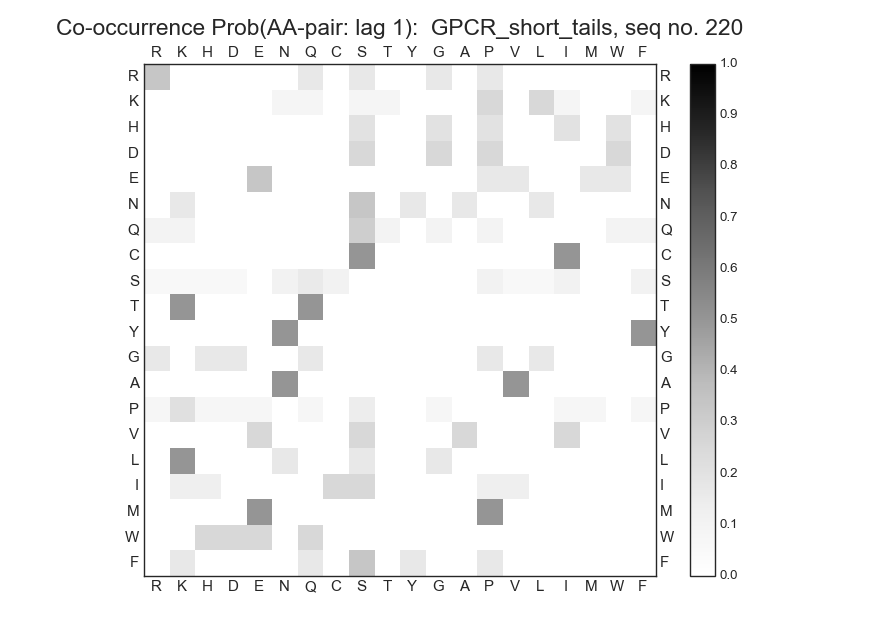 Co-occurrence Prob(AA-pair: lag 1):  GPCR_short_tails, seq no. 220
R K H D E N Q C S T Y G A P V L I M W F
R R 1.0
K K 0.9
H H
D D 0.8
E E
N N 0.7
Q Q
C C 0.6
S S
T T 0.5
Y Y
G G 0.4
A A
P P 0.3
V V
L L 0.2
I I
M M 0.1
W W
F F 0.0
R K H D E N Q C S T Y G A P V L I M W F